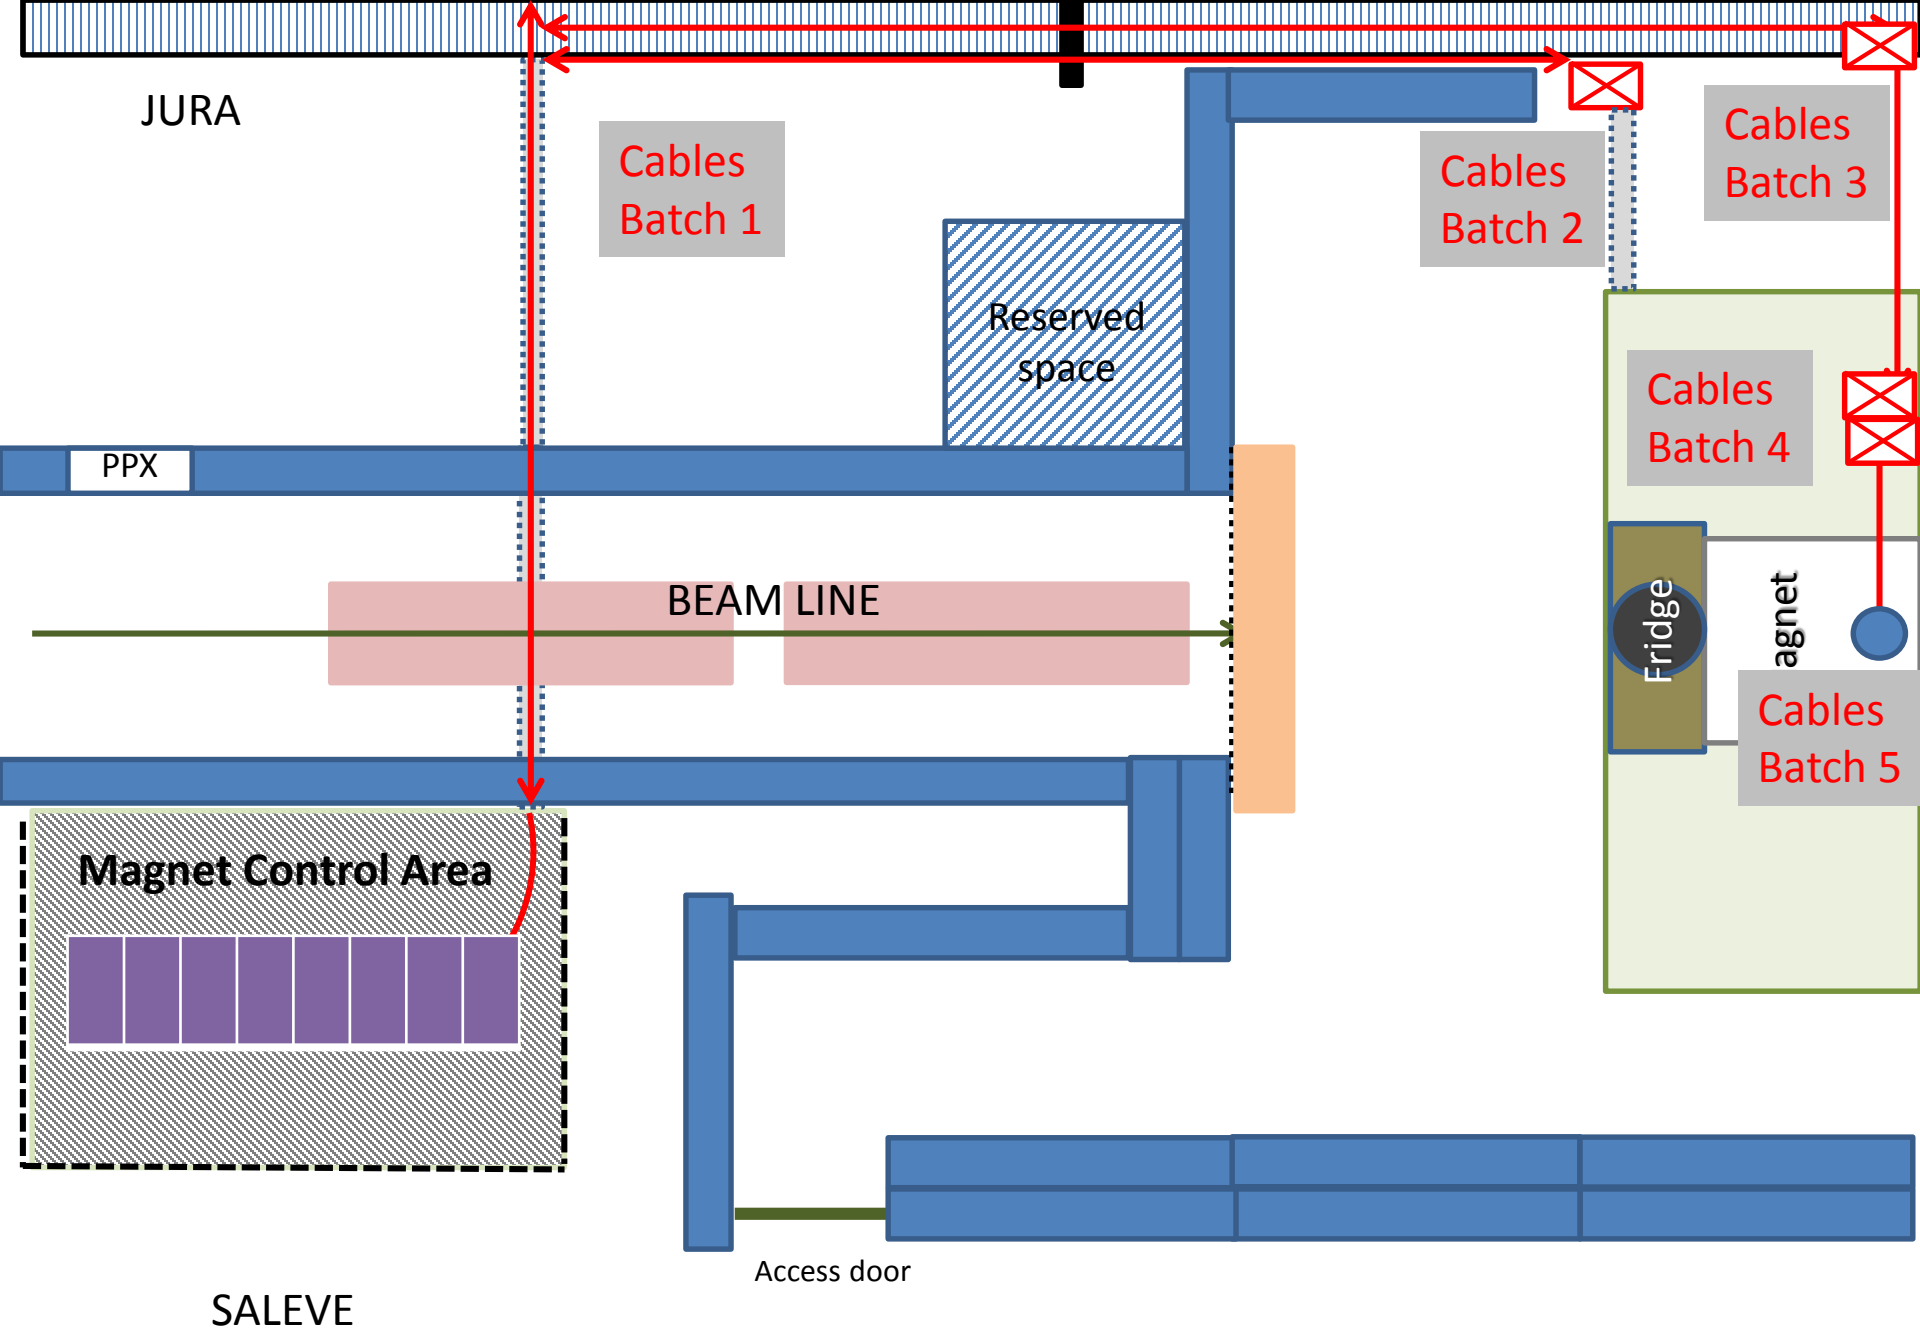 JURA
Cables
Batch 1
Cables
Batch 2
Cables
Batch 3
Reserved
space
Cables
Batch 4
PPX
BEAM LINE
Fridge
agnet
Cables
Batch 5
Magnet Control Area
Access door
SALEVE